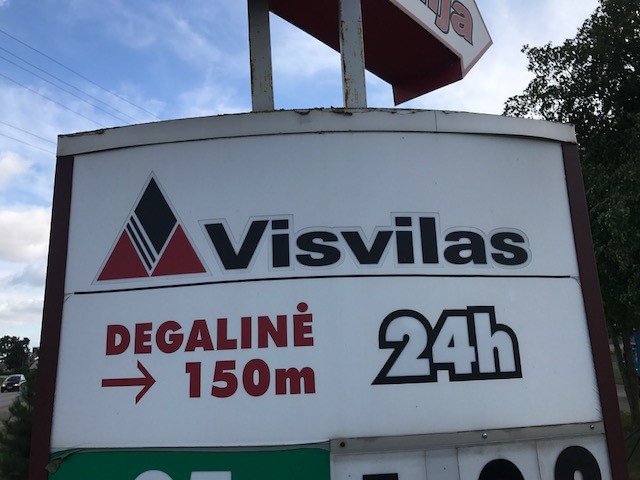 Visvilas
DEGALINĖ
→ 150m
24h